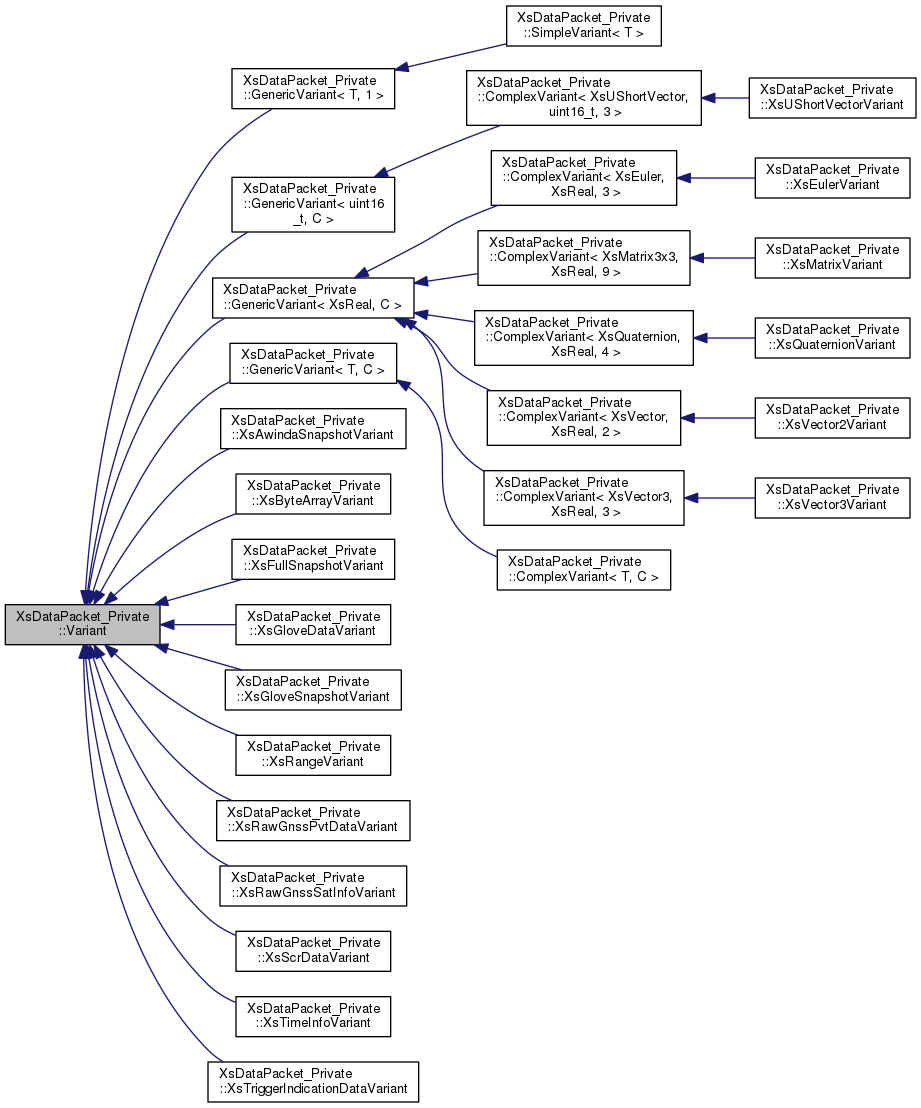 XsDataPacket_Private
::SimpleVariant< T >
XsDataPacket_Private
::GenericVariant< T, 1 >
XsDataPacket_Private
::ComplexVariant< XsUShortVector,
uint16_t, 3 >
XsDataPacket_Private
::XsUShortVectorVariant
XsDataPacket_Private
::GenericVariant< uint16
_t, C >
XsDataPacket_Private
::ComplexVariant< XsEuler,
XsReal, 3 >
XsDataPacket_Private
::XsEulerVariant
XsDataPacket_Private
::GenericVariant< XsReal, C >
XsDataPacket_Private
::ComplexVariant< XsMatrix3x3,
XsReal, 9 >
XsDataPacket_Private
::XsMatrixVariant
XsDataPacket_Private
::ComplexVariant< XsQuaternion,
XsReal, 4 >
XsDataPacket_Private
::XsQuaternionVariant
XsDataPacket_Private
::GenericVariant< T, C >
XsDataPacket_Private
::ComplexVariant< XsVector,
XsReal, 2 >
XsDataPacket_Private
::XsVector2Variant
XsDataPacket_Private
::XsAwindaSnapshotVariant
XsDataPacket_Private
::ComplexVariant< XsVector3,
XsReal, 3 >
XsDataPacket_Private
::XsVector3Variant
XsDataPacket_Private
::XsByteArrayVariant
XsDataPacket_Private
::XsFullSnapshotVariant
XsDataPacket_Private
::ComplexVariant< T, C >
XsDataPacket_Private
::Variant
XsDataPacket_Private
::XsGloveDataVariant
XsDataPacket_Private
::XsGloveSnapshotVariant
XsDataPacket_Private
::XsRangeVariant
XsDataPacket_Private
::XsRawGnssPvtDataVariant
XsDataPacket_Private
::XsRawGnssSatInfoVariant
XsDataPacket_Private
::XsScrDataVariant
XsDataPacket_Private
::XsTimeInfoVariant
XsDataPacket_Private
::XsTriggerIndicationDataVariant